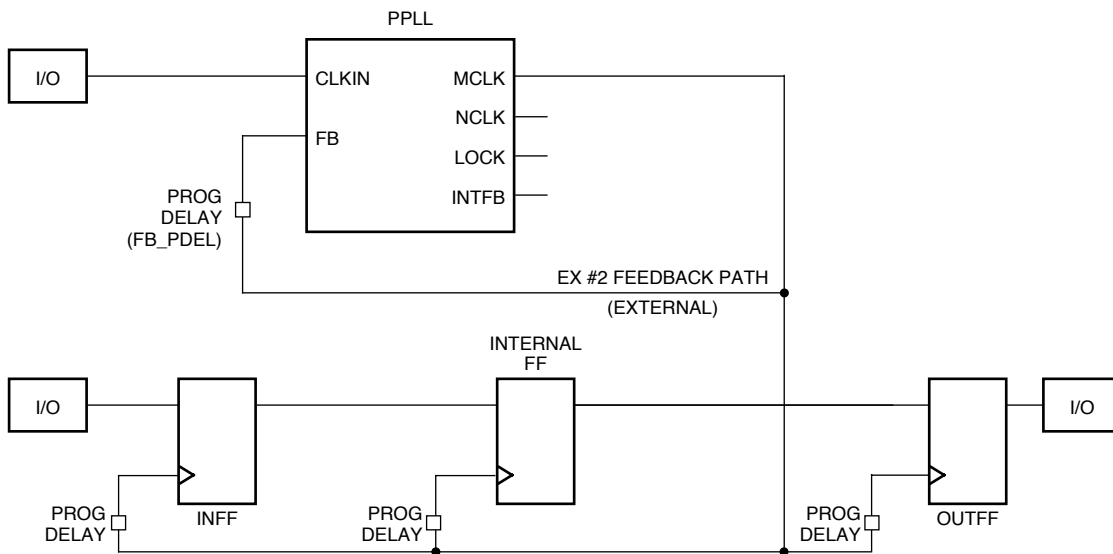 PPLL
I/O
CLKIN
MCLK
NCLK
FB
LOCK
INTFB
PROG
DELAY
(FB_PDEL)
EX #2 FEEDBACK PATH
(EXTERNAL)
INTERNAL
FF
I/O
I/O
PROG
DELAY
INFF
PROG
DELAY
PROG
DELAY
OUTFF